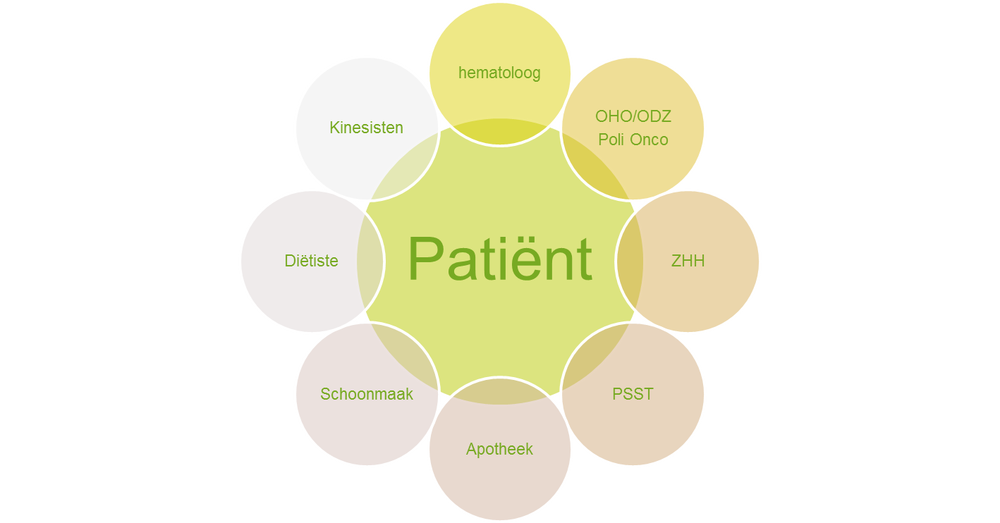 hematoloog
OHO/ODZ
Poli Onco
ZHH
PSST
Apotheek
Schoonmaak
Diëtiste
Kinesisten
Patiënt